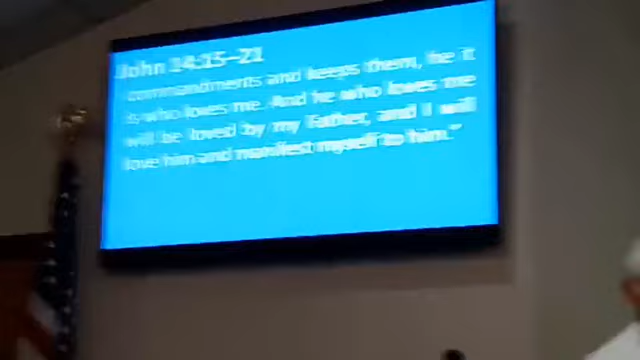 John 14:15–21
commandments and keeps them, he it
is who loves me. And he who loves me
will be loved by my Father, and I will
love him and manifest myself to him.”